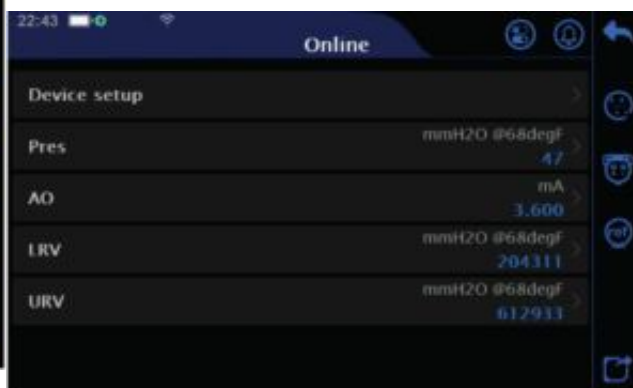 22:43
Online
Device setup
Pres
mmH2O @68degF
47
AO
mA
3.600
LRV
mmH2O @68degF
204311
URV
mmH2O @68degF
612933
ref